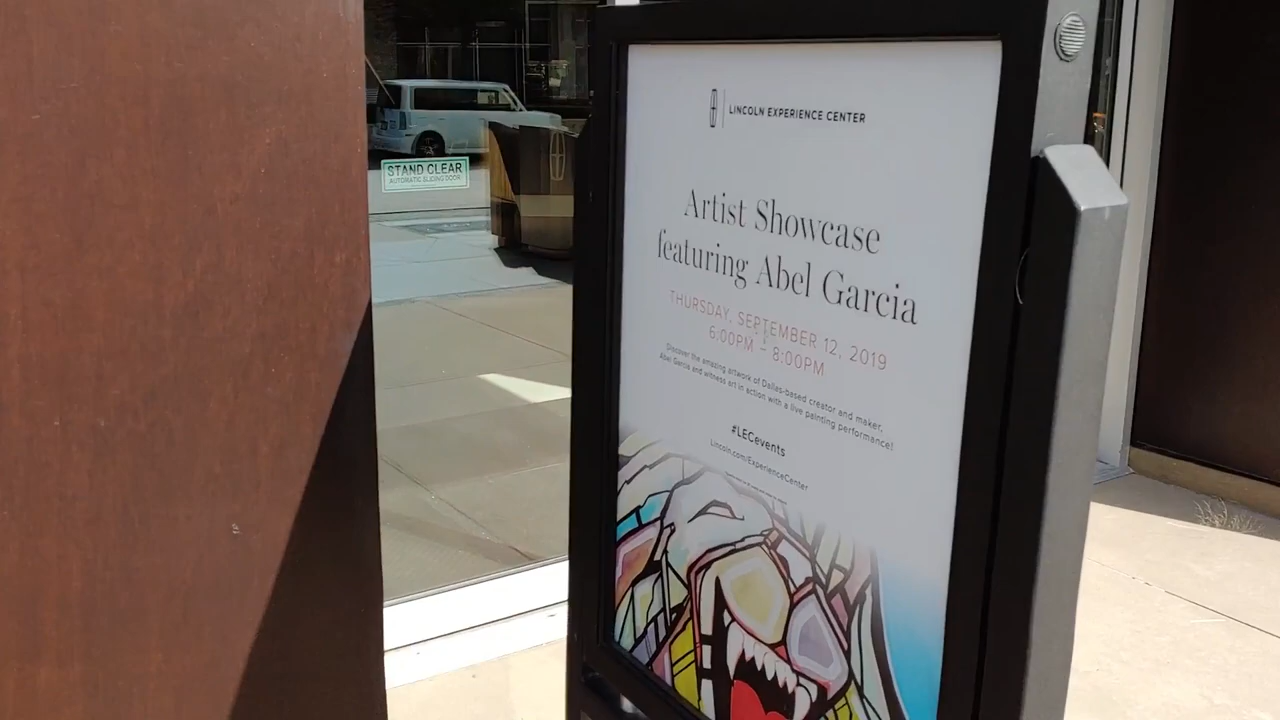 STAND CLEAR
AUTOMATIC SLIDING DOOR
LINCOLN EXPERIENCE CENTER
Artist Showcase
featuring Abel Garcia
THURSDAY, SEPTEMBER 12, 2019
6:00PM – 8:00PM
Discover the amazing artwork of Dallas-based creator and maker,
Abel Garcia and witness art in action with a live painting performance!
#LECevents
Lincoln.com/ExperienceCenter